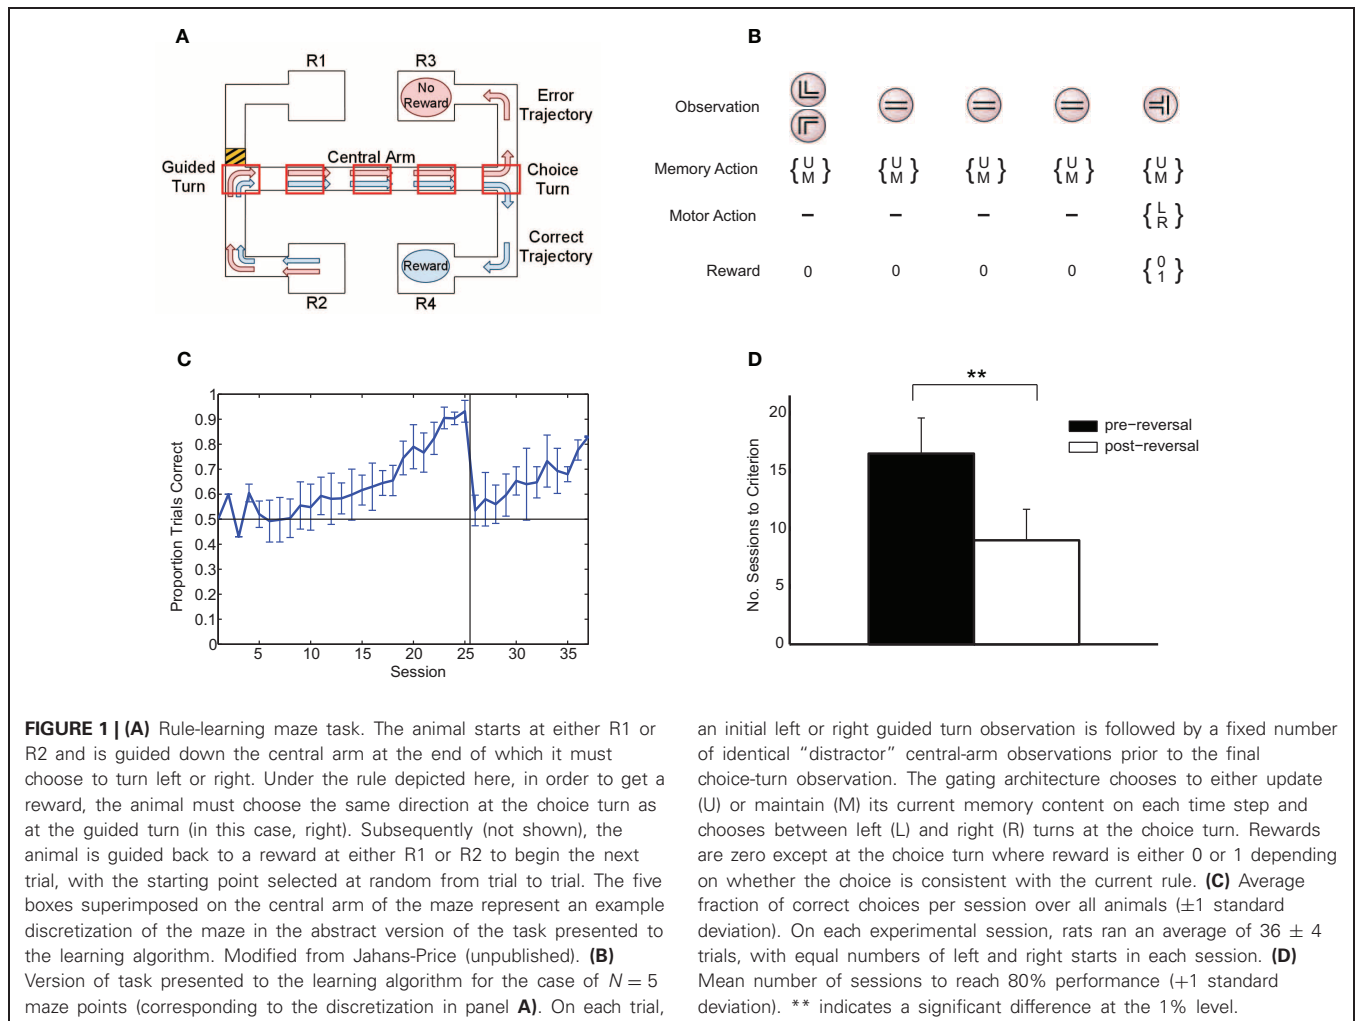 A
R1
R3
No
Reward
Error
Trajectory
Guided
Turn
Central Arm
Choice
Turn
Correct
Trajectory
Reward
R2
R4
B
Observation
Memory Action { U M } { U M } { U M } { U M } { U M }
Motor Action – – – – { L R }
Reward 0 0 0 0 { 0 1 }
C
Proportion Trials Correct
1
0.9
0.8
0.7
0.6
0.5
0.4
0.3
0.2
0.1
0
5 10 15 20 25 30 35
Session
D
**
No. Sessions to Criterion
20
15
10
5
0
pre−reversal
post−reversal
FIGURE 1 | (A) Rule-learning maze task. The animal starts at either R1 or
R2 and is guided down the central arm at the end of which it must
choose to turn left or right. Under the rule depicted here, in order to get a
reward, the animal must choose the same direction at the choice turn as
at the guided turn (in this case, right). Subsequently (not shown), the
animal is guided back to a reward at either R1 or R2 to begin the next
trial, with the starting point selected at random from trial to trial. The five
boxes superimposed on the central arm of the maze represent an example
discretization of the maze in the abstract version of the task presented to
the learning algorithm. Modified from Jahans-Price (unpublished). (B)
Version of task presented to the learning algorithm for the case of N = 5
maze points (corresponding to the discretization in panel A). On each trial,
an initial left or right guided turn observation is followed by a fixed number
of identical “distractor” central-arm observations prior to the final
choice-turn observation. The gating architecture chooses to either update
(U) or maintain (M) its current memory content on each time step and
chooses between left (L) and right (R) turns at the choice turn. Rewards
are zero except at the choice turn where reward is either 0 or 1 depending
on whether the choice is consistent with the current rule. (C) Average
fraction of correct choices per session over all animals (±1 standard
deviation). On each experimental session, rats ran an average of 36 ± 4
trials, with equal numbers of left and right starts in each session. (D)
Mean number of sessions to reach 80% performance (+1 standard
deviation). ** indicates a significant difference at the 1% level.